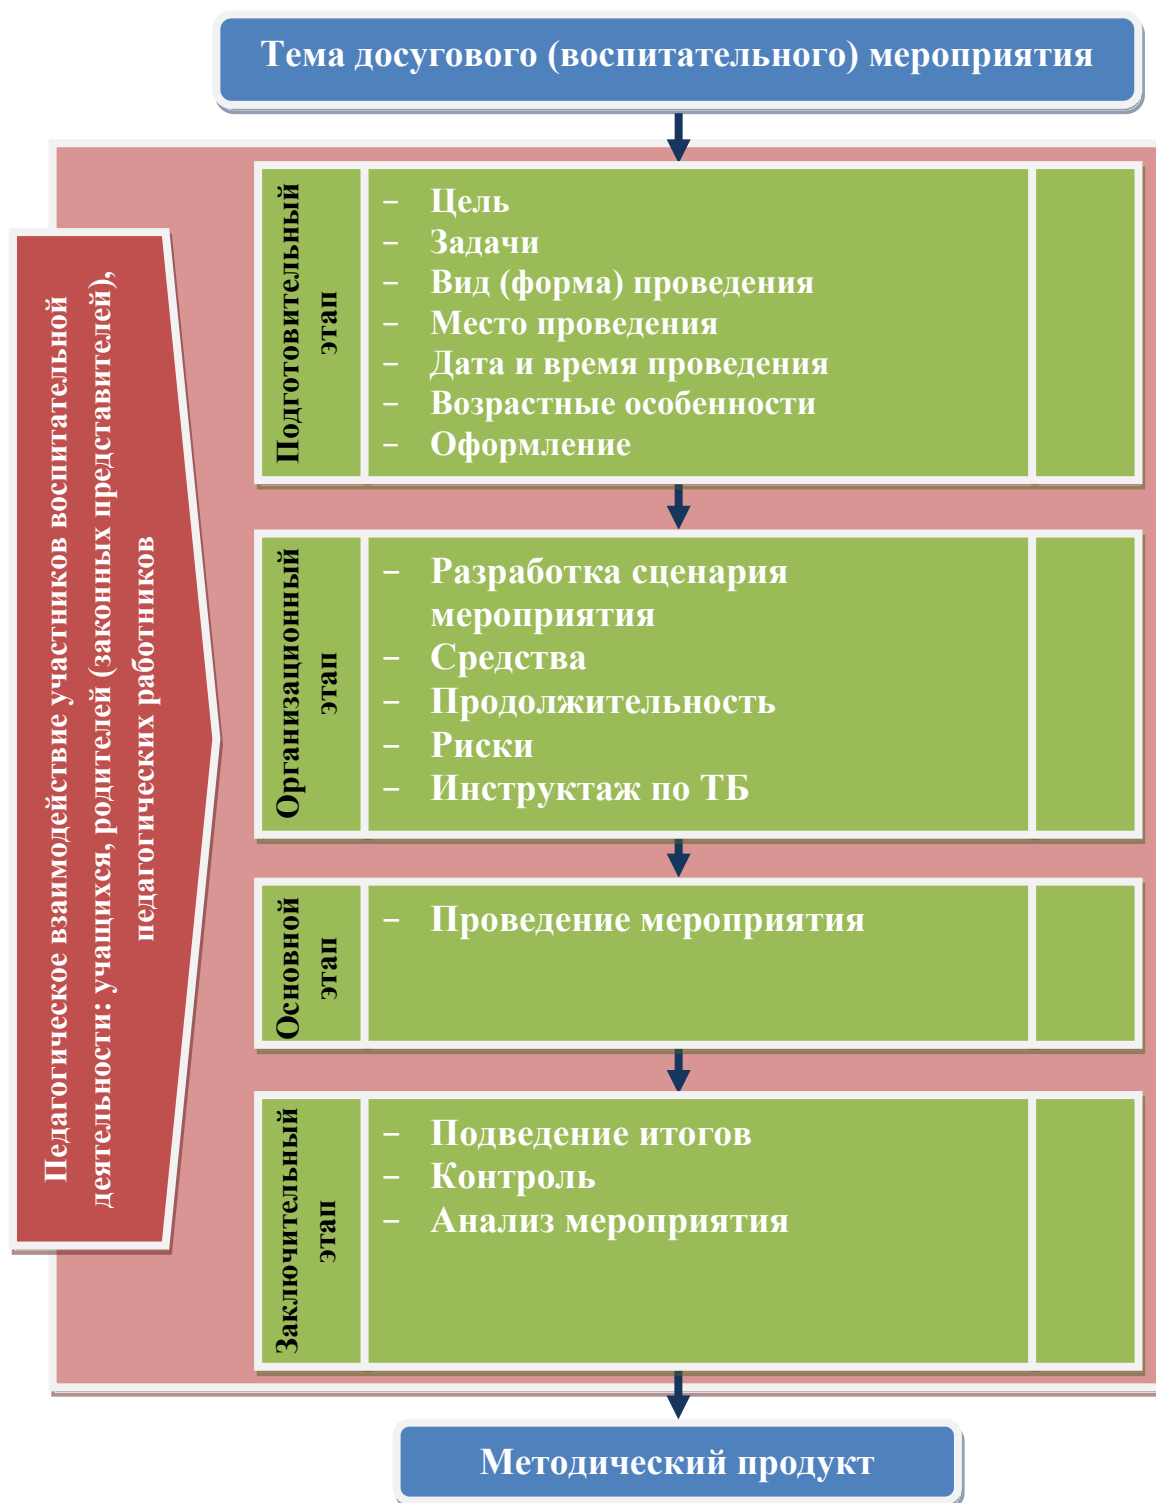 Тема досугового (воспитательного) мероприятия
Педагогическое взаимодействие участников воспитательной
деятельности: учащихся, родителей (законных представителей),
педагогических работников
Подготовительный
этап
- Цель
- Задачи
- Вид (форма) проведения
- Место проведения
- Дата и время проведения
- Возрастные особенности
- Оформление
Организационный
этап
- Разработка сценария
мероприятия
- Средства
- Продолжительность
- Риски
- Инструктаж по ТБ
Основной
этап
- Проведение мероприятия
Заключительный
этап
- Подведение итогов
- Контроль
- Анализ мероприятия
Методический продукт